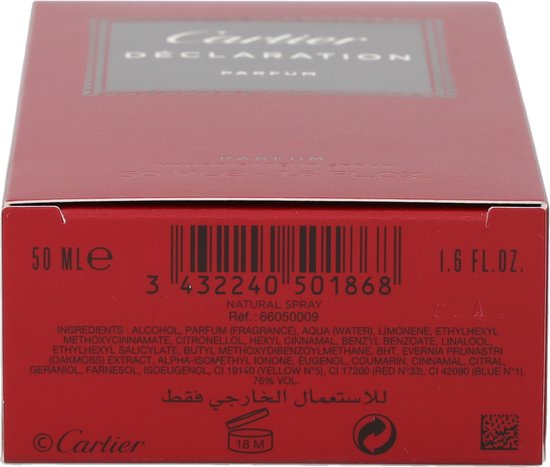 Cartier
DÉCLARATION
PARFUM
PARFUM
50 ML℮
1.6 FL.OZ.
3 432240 501868
NATURAL SPRAY
Réf. : 66050009
INGREDIENTS : ALCOHOL, PARFUM (FRAGRANCE), AQUA (WATER), LIMONENE, ETHYLHEXYL
METHOXYCINNAMATE, CITRONELLOL, HEXYL CINNAMAL, BENZYL BENZOATE, LINALOOL,
ETHYLHEXYL SALICYLATE, BUTYL METHOXYDIBENZOYLMETHANE, BHT, EVERNIA PRUNASTRI
(OAKMOSS) EXTRACT, ALPHA-ISOMETHYL IONONE, EUGENOL, COUMARIN, CINNAMAL, CITRAL,
GERANIOL, FARNESOL, ISOEUGENOL, CI 19140 (YELLOW N°5), CI 17200 (RED N°33), CI 42090 (BLUE N°1).
76% VOL.
للاستعمال الخارجي فقط
© Cartier
18 M